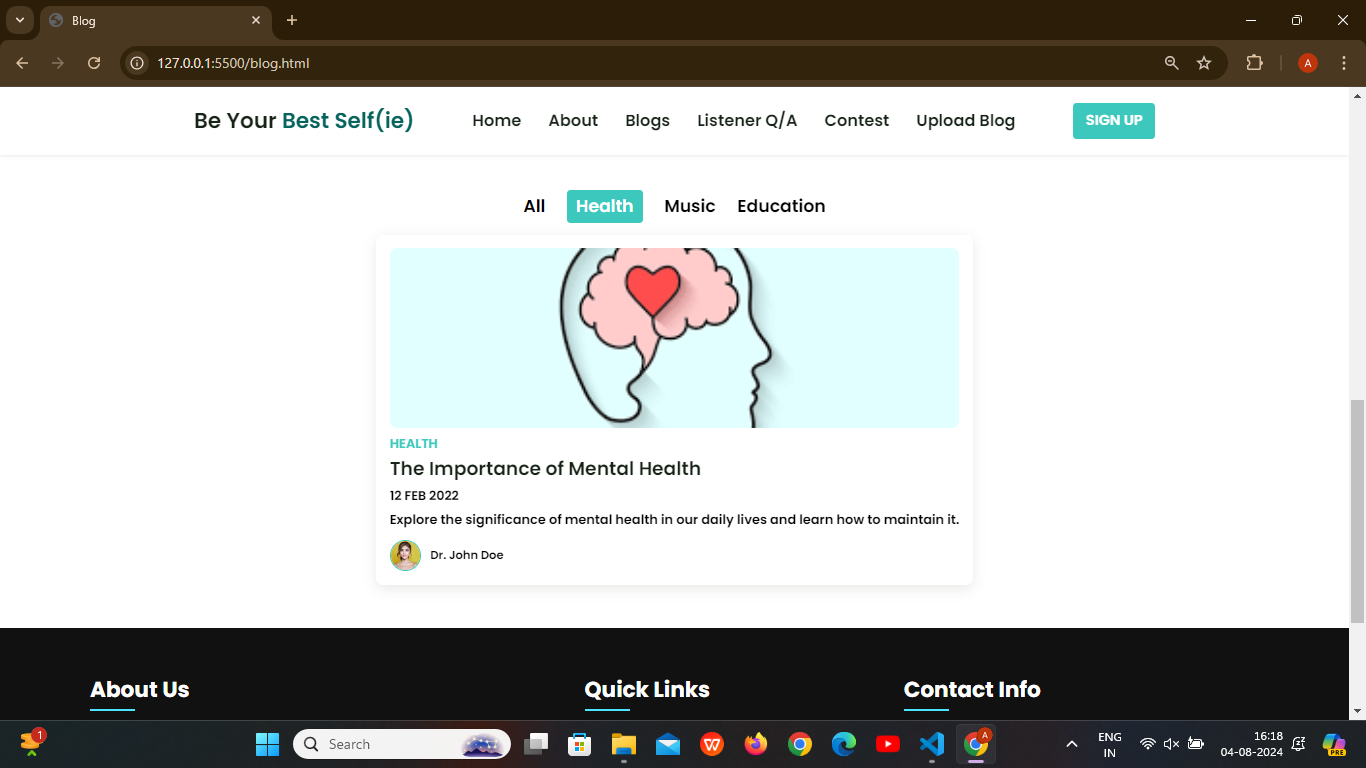 Blog
127.0.0.1:5500/blog.html
A
Be Your Best Self(ie)
Home About Blogs Listener Q/A Contest Upload Blog
SIGN UP
All Health Music Education
HEALTH
The Importance of Mental Health
12 FEB 2022
Explore the significance of mental health in our daily lives and learn how to maintain it.
Dr. John Doe
About Us Quick Links Contact Info
1
Search
W
A
ENG
IN
16:18
04-08-2024
PRE